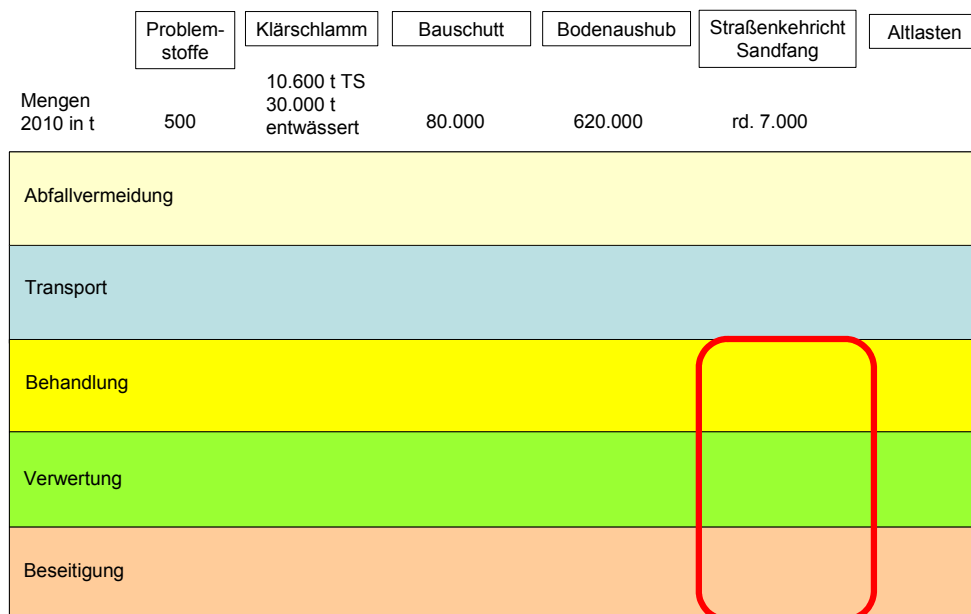 Problem-
stoffe
Klärschlamm
Bauschutt
Bodenaushub
Straßenkehricht
Sandfang
Altlasten
Mengen
2010 in t
500
10.600 t TS
30.000 t
entwässert
80.000
620.000
rd. 7.000
Abfallvermeidung
Transport
Behandlung
Verwertung
Beseitigung